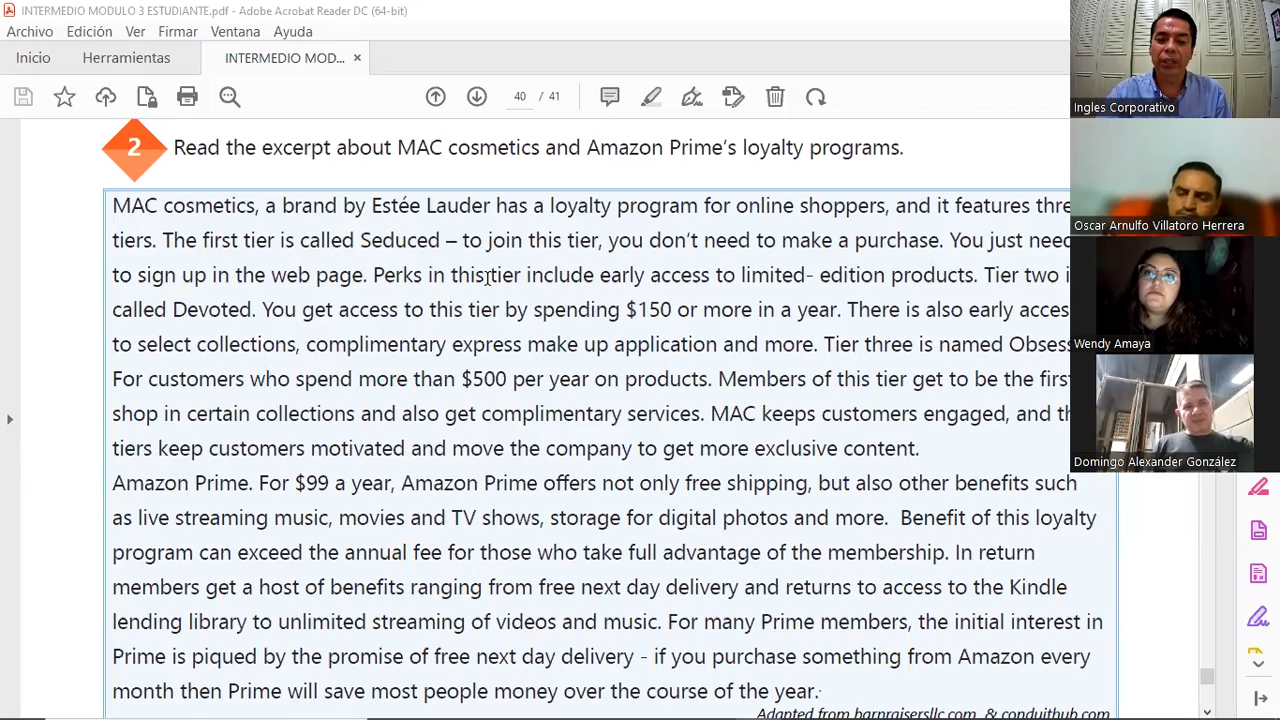 INTERMEDIO MODULO 3 ESTUDIANTE.pdf - Adobe Acrobat Reader DC (64-bit)
Archivo Edición Ver Firmar Ventana Ayuda
Inicio Herramientas INTERMEDIO MOD... ×
40 / 41
2 Read the excerpt about MAC cosmetics and Amazon Prime's loyalty programs.
MAC cosmetics, a brand by Estée Lauder has a loyalty program for online shoppers, and it features thre
tiers. The first tier is called Seduced – to join this tier, you don't need to make a purchase. You just need
to sign up in the web page. Perks in this tier include early access to limited- edition products. Tier two i
called Devoted. You get access to this tier by spending $150 or more in a year. There is also early acces
to select collections, complimentary express make up application and more. Tier three is named Obses
For customers who spend more than $500 per year on products. Members of this tier get to be the first
shop in certain collections and also get complimentary services. MAC keeps customers engaged, and th
tiers keep customers motivated and move the company to get more exclusive content.
Amazon Prime. For $99 a year, Amazon Prime offers not only free shipping, but also other benefits such
as live streaming music, movies and TV shows, storage for digital photos and more. Benefit of this loyalty
program can exceed the annual fee for those who take full advantage of the membership. In return
members get a host of benefits ranging from free next day delivery and returns to access to the Kindle
lending library to unlimited streaming of videos and music. For many Prime members, the initial interest in
Prime is piqued by the promise of free next day delivery - if you purchase something from Amazon every
month then Prime will save most people money over the course of the year.
Adapted from barnraisersllc.com & conduithub.com
Ingles Corporativo
Oscar Arnulfo Villatoro Herrera
Wendy Amaya
Domingo Alexander González